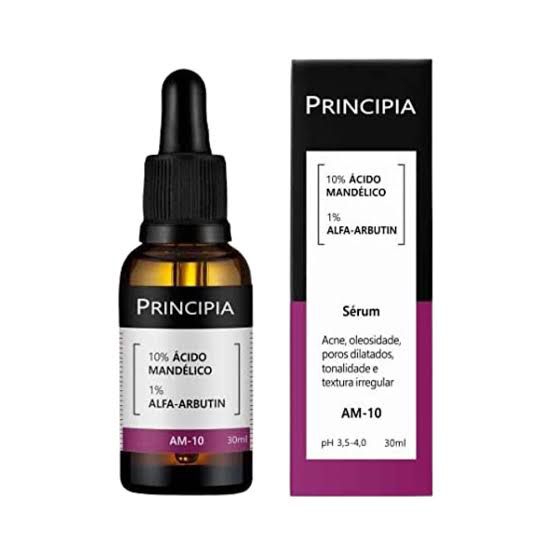 PRINCIPIA
10% ÁCIDO
MANDÉLICO
1%
ALFA-ARBUTIN
AM-10 30ml
PRINCIPIA
10% ÁCIDO
MANDÉLICO
1%
ALFA-ARBUTIN
Sérum
Acne, oleosidade,
poros dilatados,
tonalidade e
textura irregular
AM-10
pH 3,5-4,0 30ml